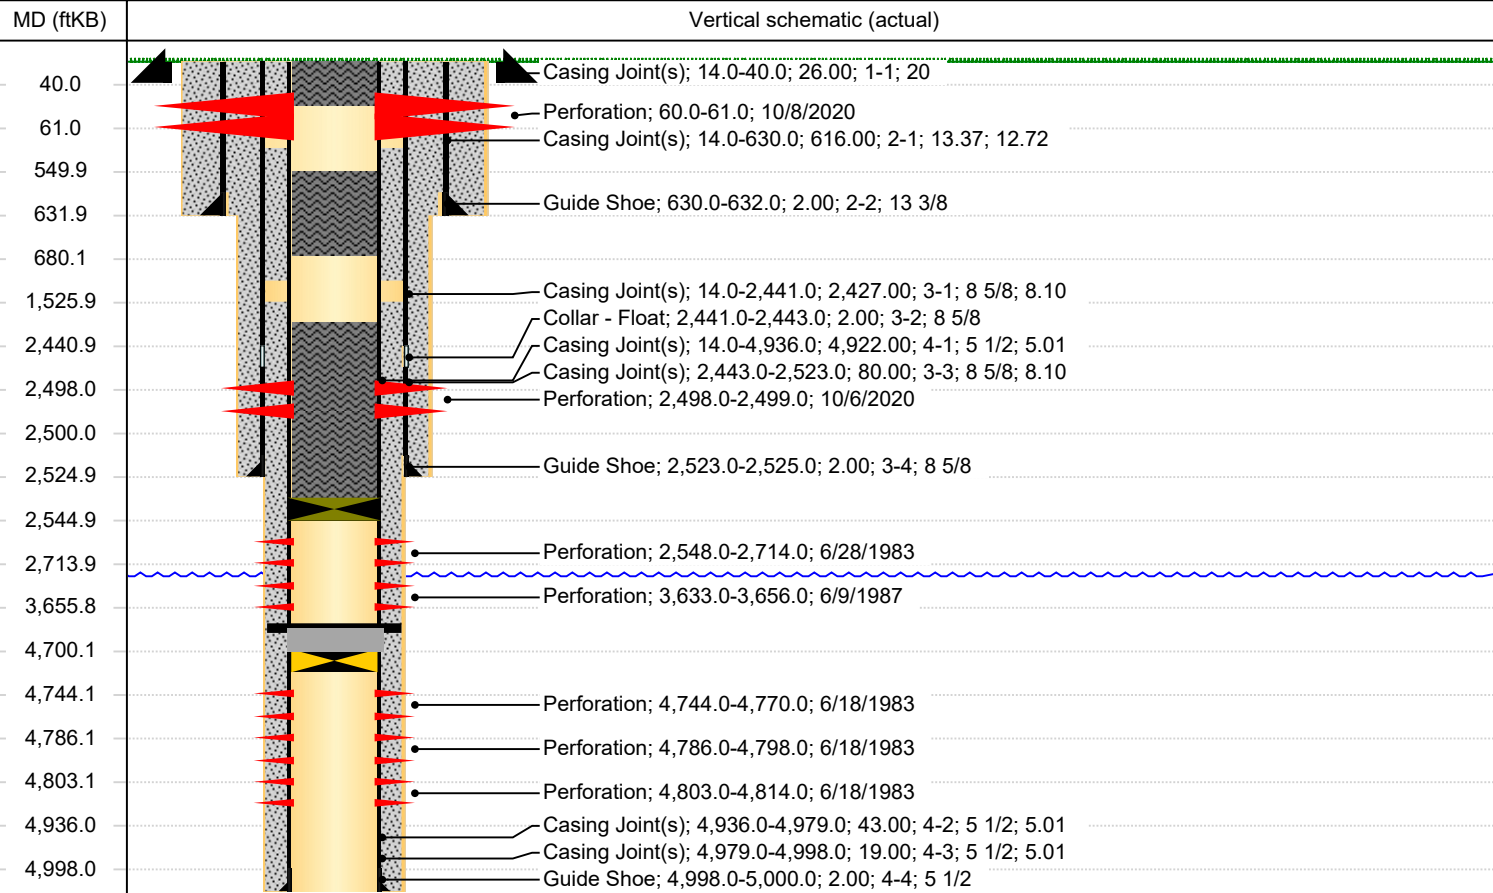 MD (ftKB)
Vertical schematic (actual)
Casing Joint(s); 14.0-40.0; 26.00; 1-1; 20
40.0
Perforation; 60.0-61.0; 10/8/2020
61.0
Casing Joint(s); 14.0-630.0; 616.00; 2-1; 13.37; 12.72
549.9
Guide Shoe; 630.0-632.0; 2.00; 2-2; 13 3/8
631.9
680.1
Casing Joint(s); 14.0-2,441.0; 2,427.00; 3-1; 8 5/8; 8.10
1,525.9
Collar - Float; 2,441.0-2,443.0; 2.00; 3-2; 8 5/8
2,440.9
Casing Joint(s); 14.0-4,936.0; 4,922.00; 4-1; 5 1/2; 5.01
Casing Joint(s); 2,443.0-2,523.0; 80.00; 3-3; 8 5/8; 8.10
2,498.0
Perforation; 2,498.0-2,499.0; 10/6/2020
2,500.0
Guide Shoe; 2,523.0-2,525.0; 2.00; 3-4; 8 5/8
2,524.9
2,544.9
Perforation; 2,548.0-2,714.0; 6/28/1983
2,713.9
Perforation; 3,633.0-3,656.0; 6/9/1987
3,655.8
4,700.1
4,744.1
Perforation; 4,744.0-4,770.0; 6/18/1983
4,786.1
Perforation; 4,786.0-4,798.0; 6/18/1983
4,803.1
Perforation; 4,803.0-4,814.0; 6/18/1983
4,936.0
Casing Joint(s); 4,936.0-4,979.0; 43.00; 4-2; 5 1/2; 5.01
Casing Joint(s); 4,979.0-4,998.0; 19.00; 4-3; 5 1/2; 5.01
4,998.0
Guide Shoe; 4,998.0-5,000.0; 2.00; 4-4; 5 1/2